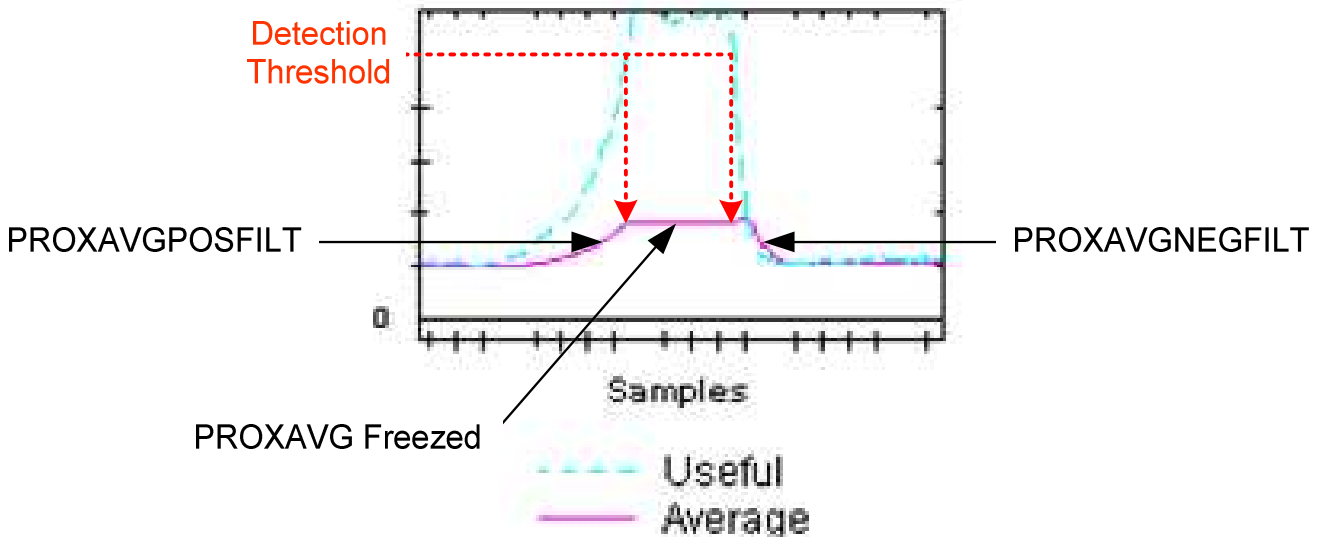 Detection
Threshold
PROXAVGPOSFILT
PROXAVGNEGFILT
0
Samples
PROXAVG Freezed
Useful
Average